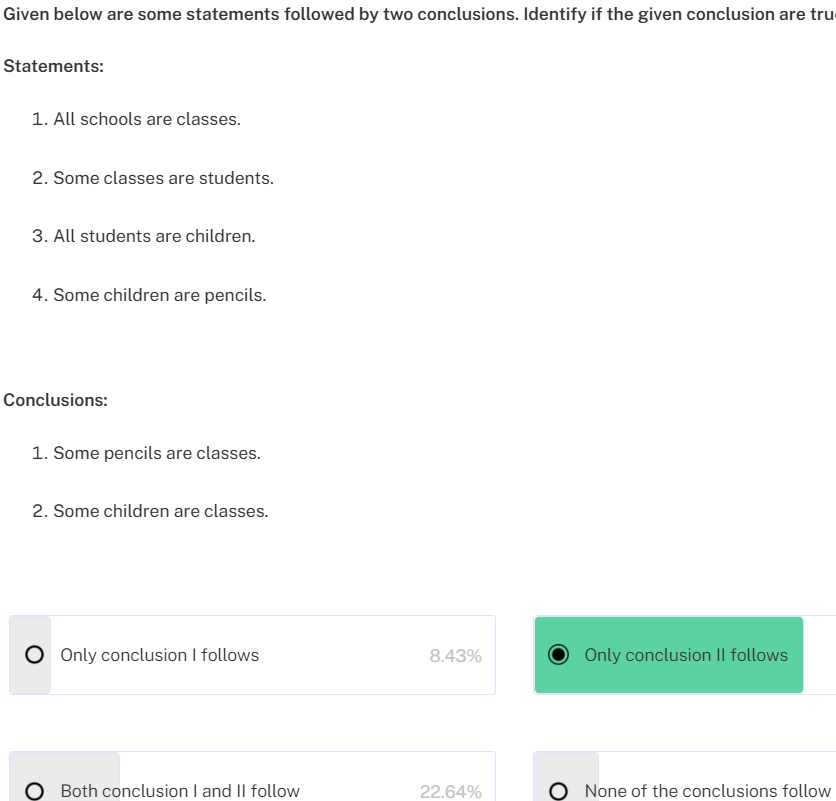 Given below are some statements followed by two conclusions. Identify if the given conclusion are
Statements:
1. All schools are classes.
2. Some classes are students.
3. All students are children.
4. Some children are pencils.
Conclusions:
1. Some pencils are classes.
2. Some children are classes.
Only conclusion I follows 8.43%
Only conclusion II follows
Both conclusion I and II follow 22.64%
None of the conclusions follow